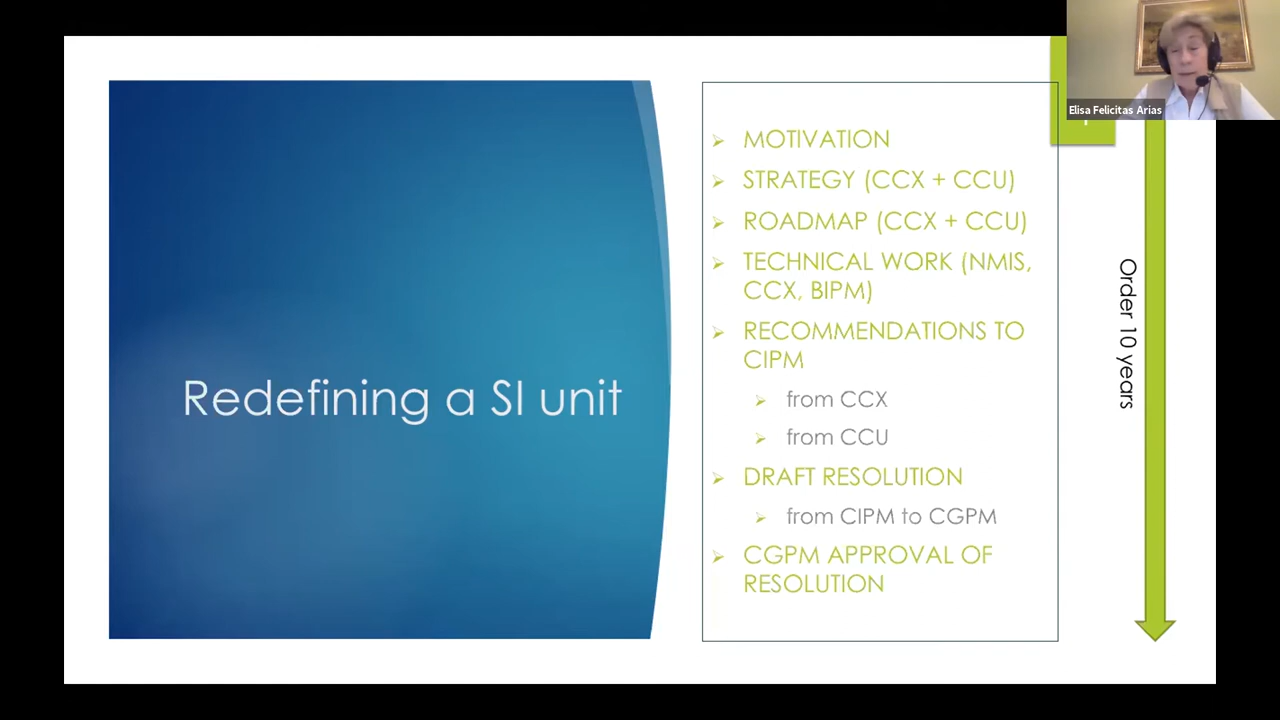 Elisa Felicitas Arias
Redefining a SI unit
MOTIVATION
STRATEGY (CCX + CCU)
ROADMAP (CCX + CCU)
TECHNICAL WORK (NMIS,
CCX, BIPM)
RECOMMENDATIONS TO
CIPM
from CCX
from CCU
DRAFT RESOLUTION
from CIPM to CGPM
CGPM APPROVAL OF
RESOLUTION
Order 10 years